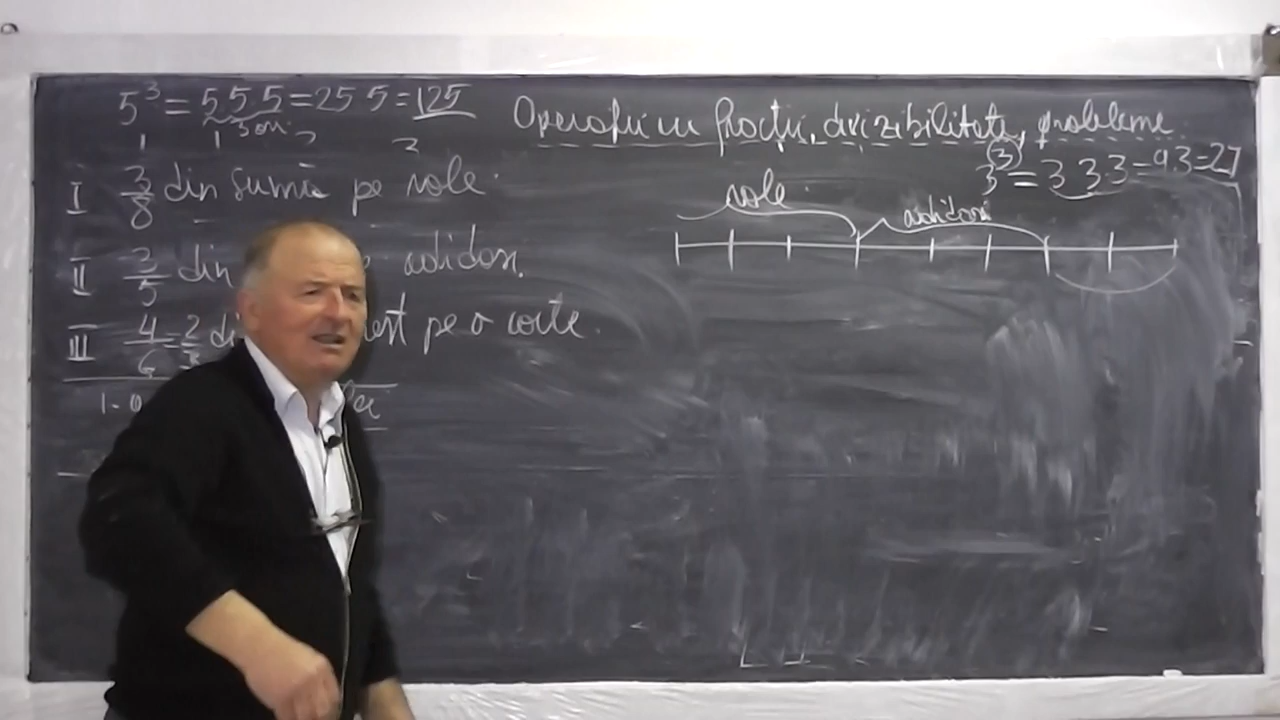 5³ = 5 5 5 = 25 5 = 125
3 ori
Operații cu fracții, divizibilitate, probleme
3³ = 3 3 3 = 9 3 = 27
I 3/8 din suma pe role.
role
adidași
II 3/5 din adidași.
III 4/6 = 2/3 rest pe o carte.